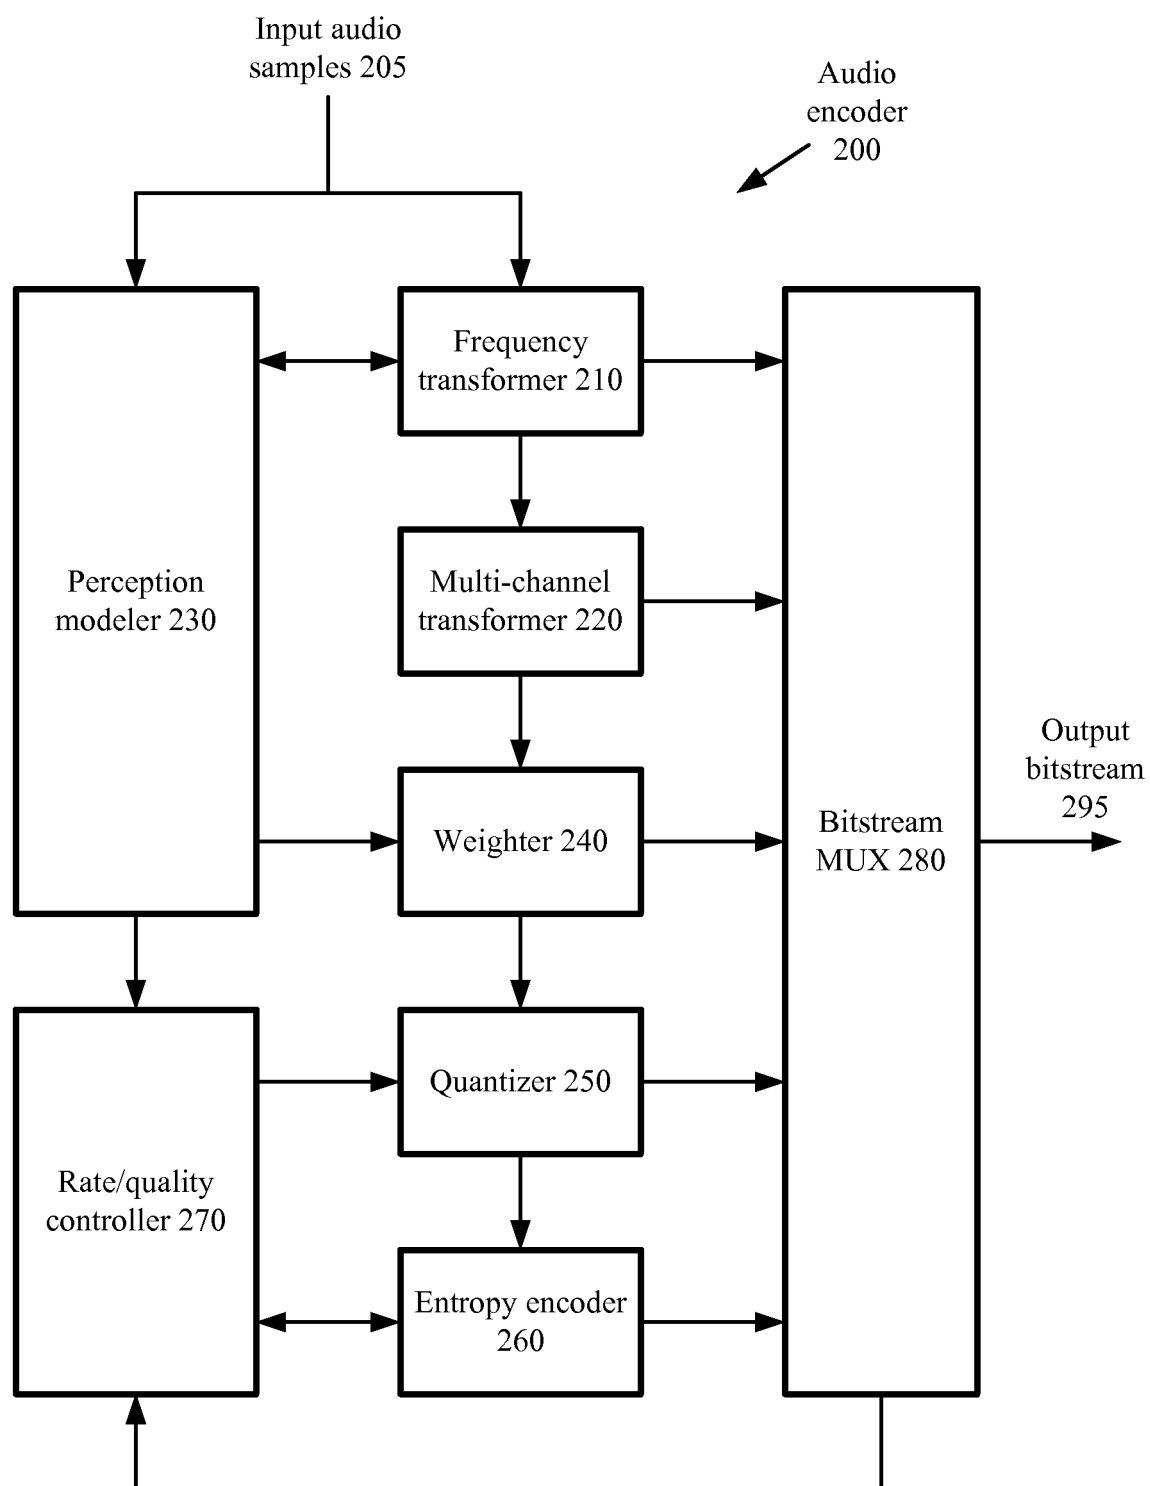 Input audio
samples 205
Audio
encoder
200
Frequency
transformer 210
Perception
modeler 230
Multi-channel
transformer 220
Output
bitstream
295
Weighter 240
Bitstream
MUX 280
Quantizer 250
Rate/quality
controller 270
Entropy encoder
260